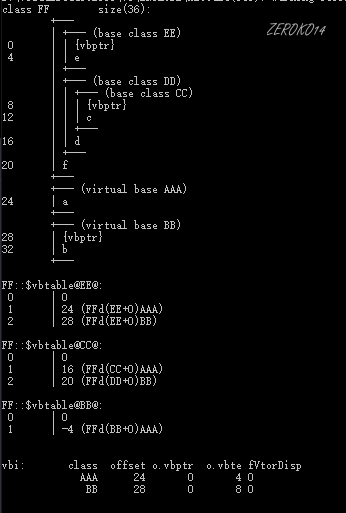 class FF size(36):
ZEROKO14
+---
| +--- (base class EE)
0 | | {vbptr}
4 | | e
| +---
| +--- (base class DD)
| | +--- (base class CC)
8 | | | {vbptr}
12 | | | c
| | +---
16 | | d
| +---
20 | f
+---
+--- (virtual base AAA)
24 | a
+---
+--- (virtual base BB)
28 | {vbptr}
32 | b
+---
FF::$vbtable@EE@:
0 | 0
1 | 24 (FFd(EE+0)AAA)
2 | 28 (FFd(EE+0)BB)
FF::$vbtable@CC@:
0 | 0
1 | 16 (FFd(CC+0)AAA)
2 | 20 (FFd(DD+0)BB)
FF::$vbtable@BB@:
0 | 0
1 | -4 (FFd(BB+0)AAA)
vbi: class offset o.vbptr o.vbte fVtorDisp
AAA 24 0 4 0
BB 28 0 8 0